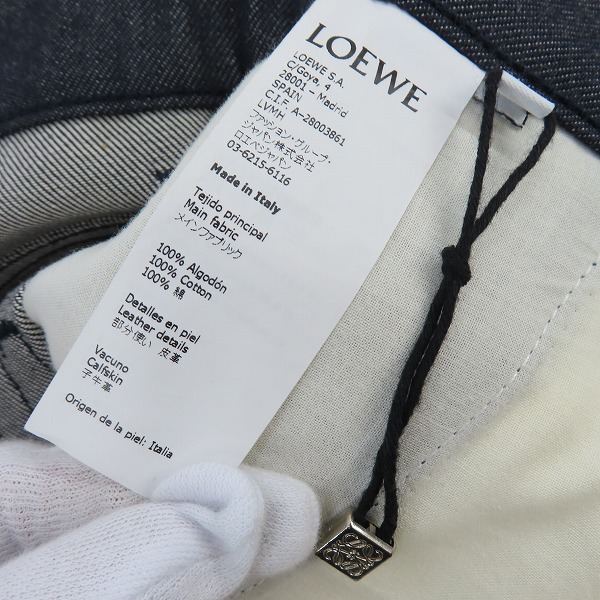 LOEWE
LOEWE S.A.
C/Goya, 4
28001 - Madrid
SPAIN
C.I.F. A-28003861
LVMH
ファッション・グループ・
ジャパン株式会社
ロエベジャパン
03-6215-6116
Made in Italy
Tejido principal
Main fabric
メインファブリック
100% Algodón
100% Cotton
100% 綿
Detalles en piel
Leather details
部分使い 皮革
Vacuno
Calfskin
子牛革
Origen de la piel: Italia